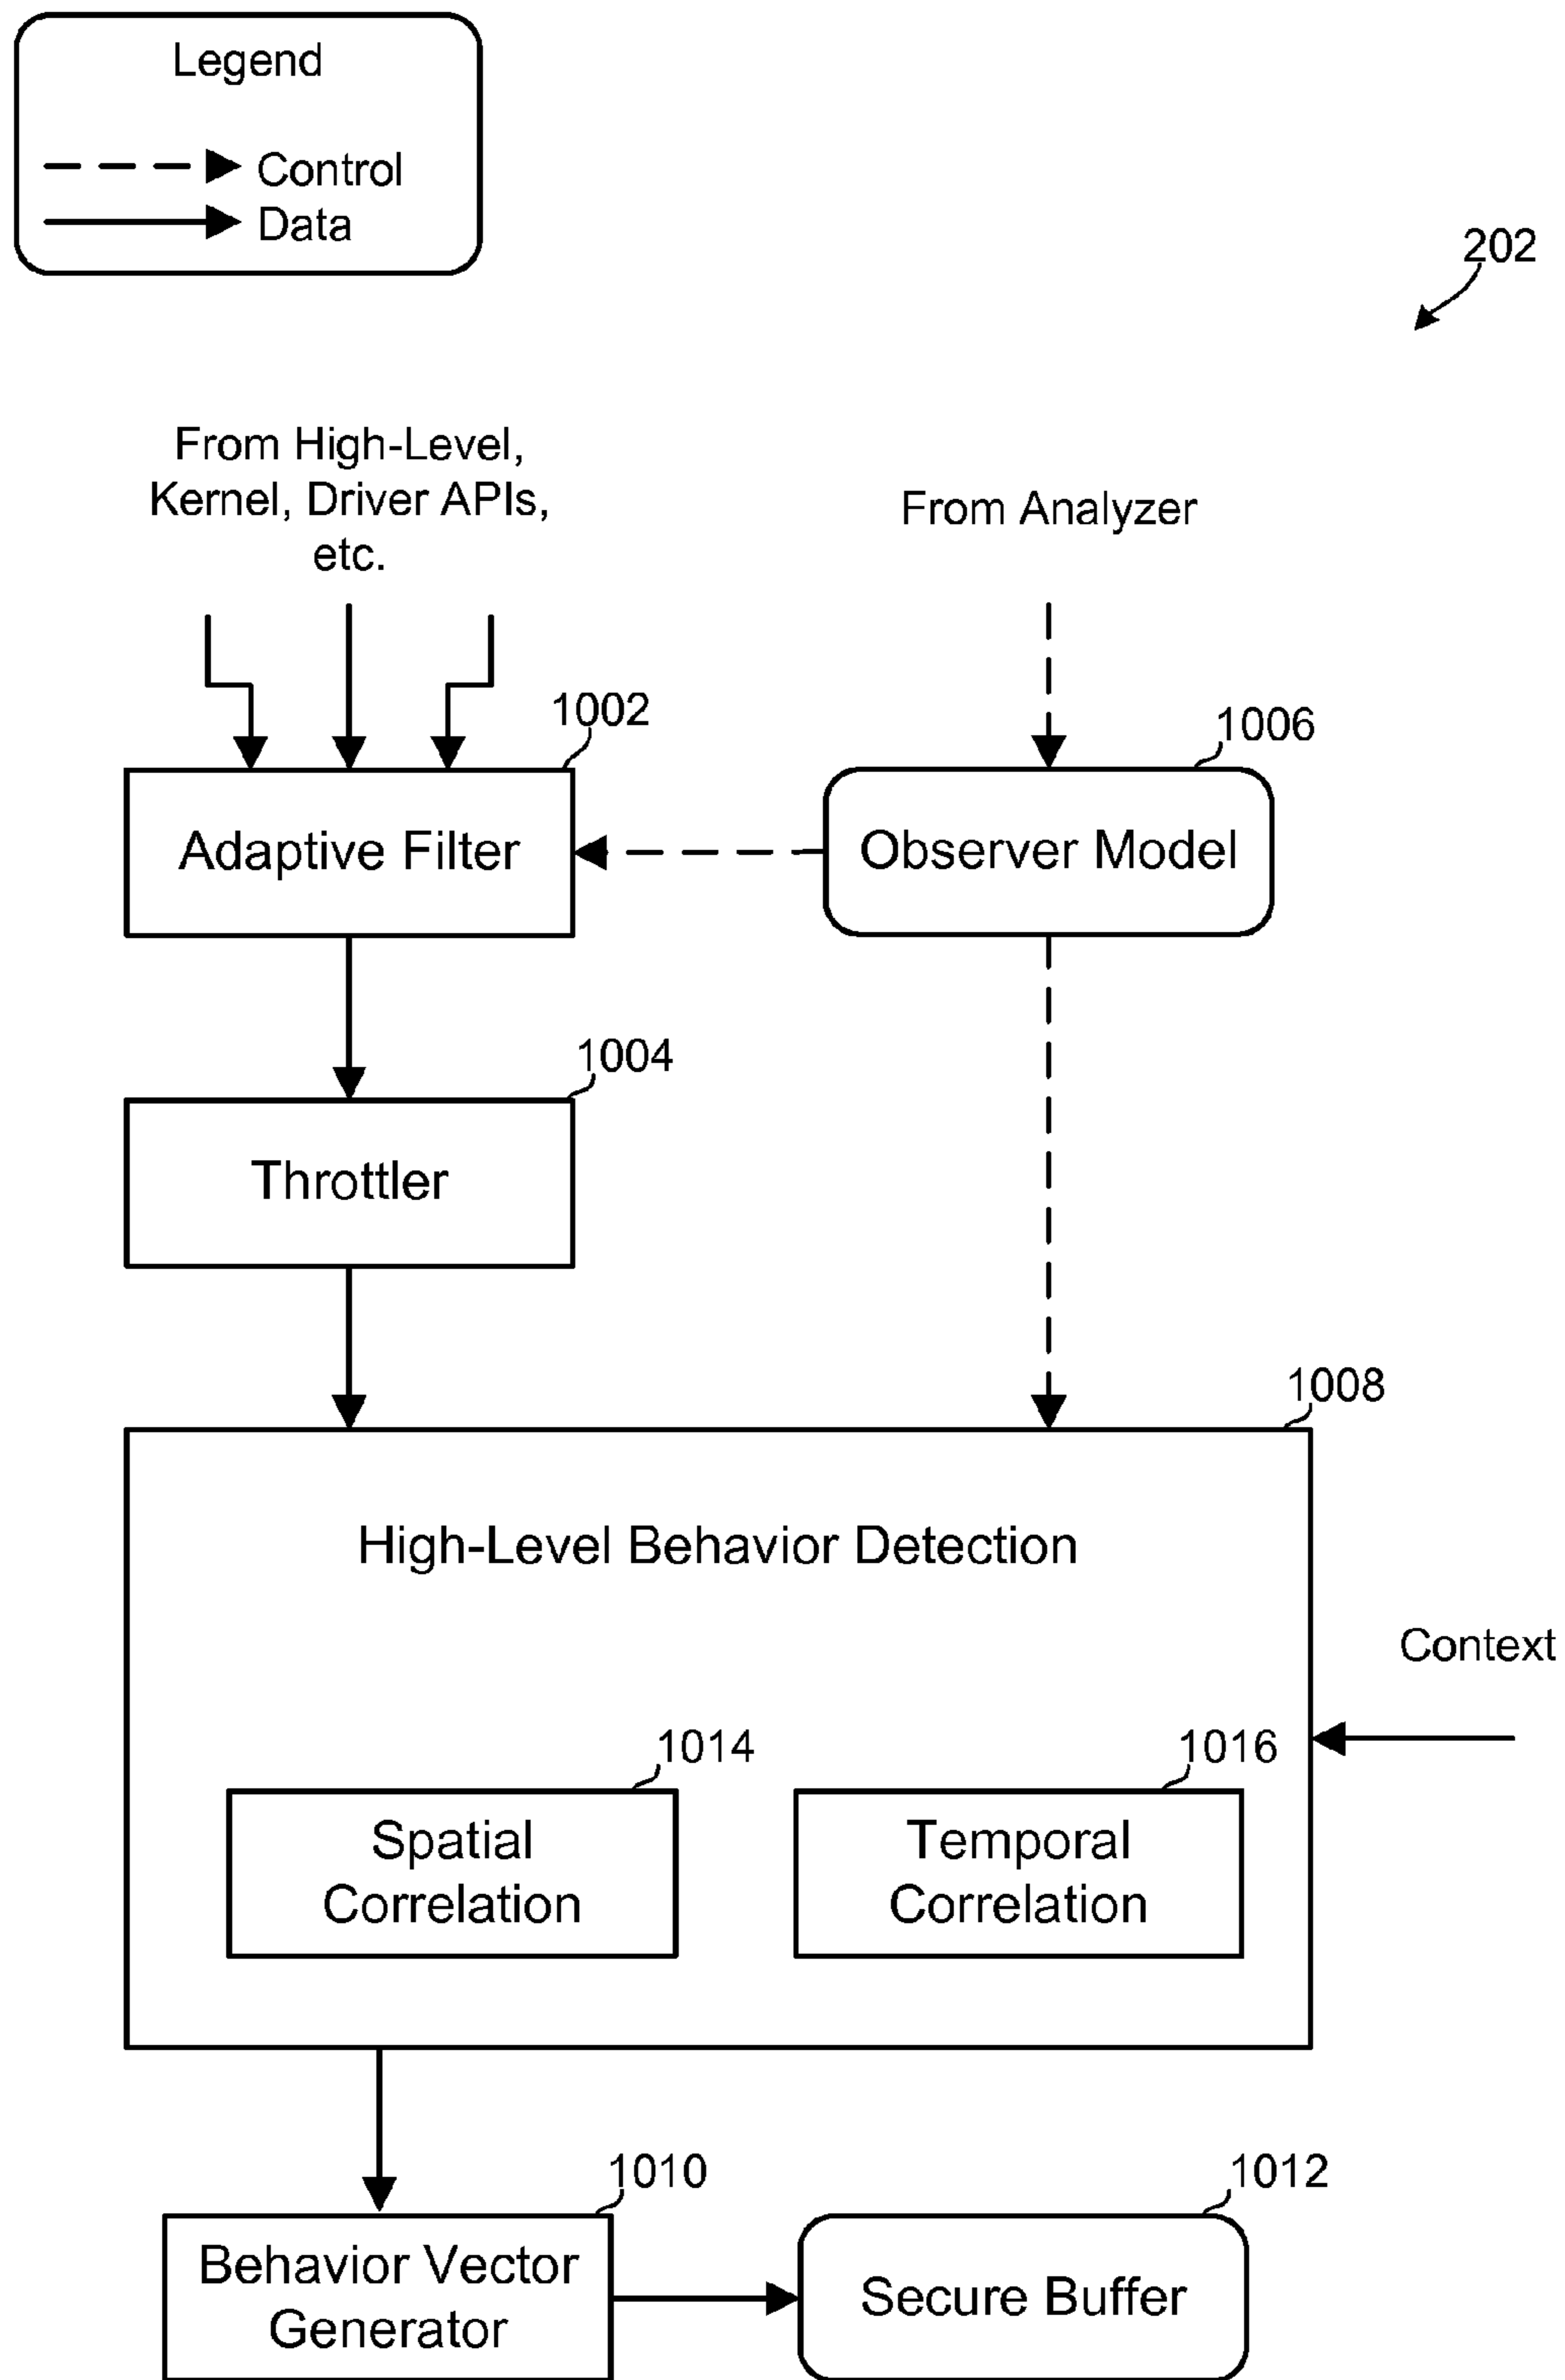 Legend
Control
Data
202
From High-Level,
Kernel, Driver APIs,
etc.
From Analyzer
1002
1006
Adaptive Filter
Observer Model
1004
Throttler
1008
High-Level Behavior Detection
Context
1014
1016
Spatial
Correlation
Temporal
Correlation
1010
1012
Behavior Vector
Generator
Secure Buffer